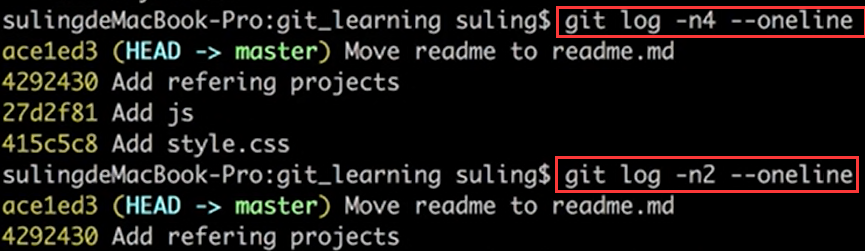 sulingdeMacBook-Pro:git_learning suling$ git log -n4 --oneline
ace1ed3 (HEAD -> master) Move readme to readme.md
4292430 Add refering projects
27d2f81 Add js
415c5c8 Add style.css
sulingdeMacBook-Pro:git_learning suling$ git log -n2 --oneline
ace1ed3 (HEAD -> master) Move readme to readme.md
4292430 Add refering projects